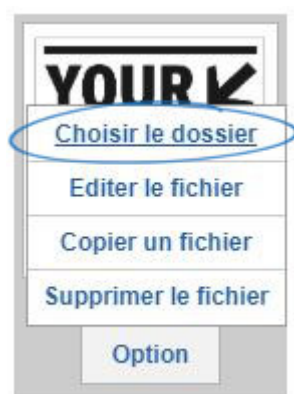 YOUR
Choisir le dossier
Editer le fichier
Copier un fichier
Supprimer le fichier
Option